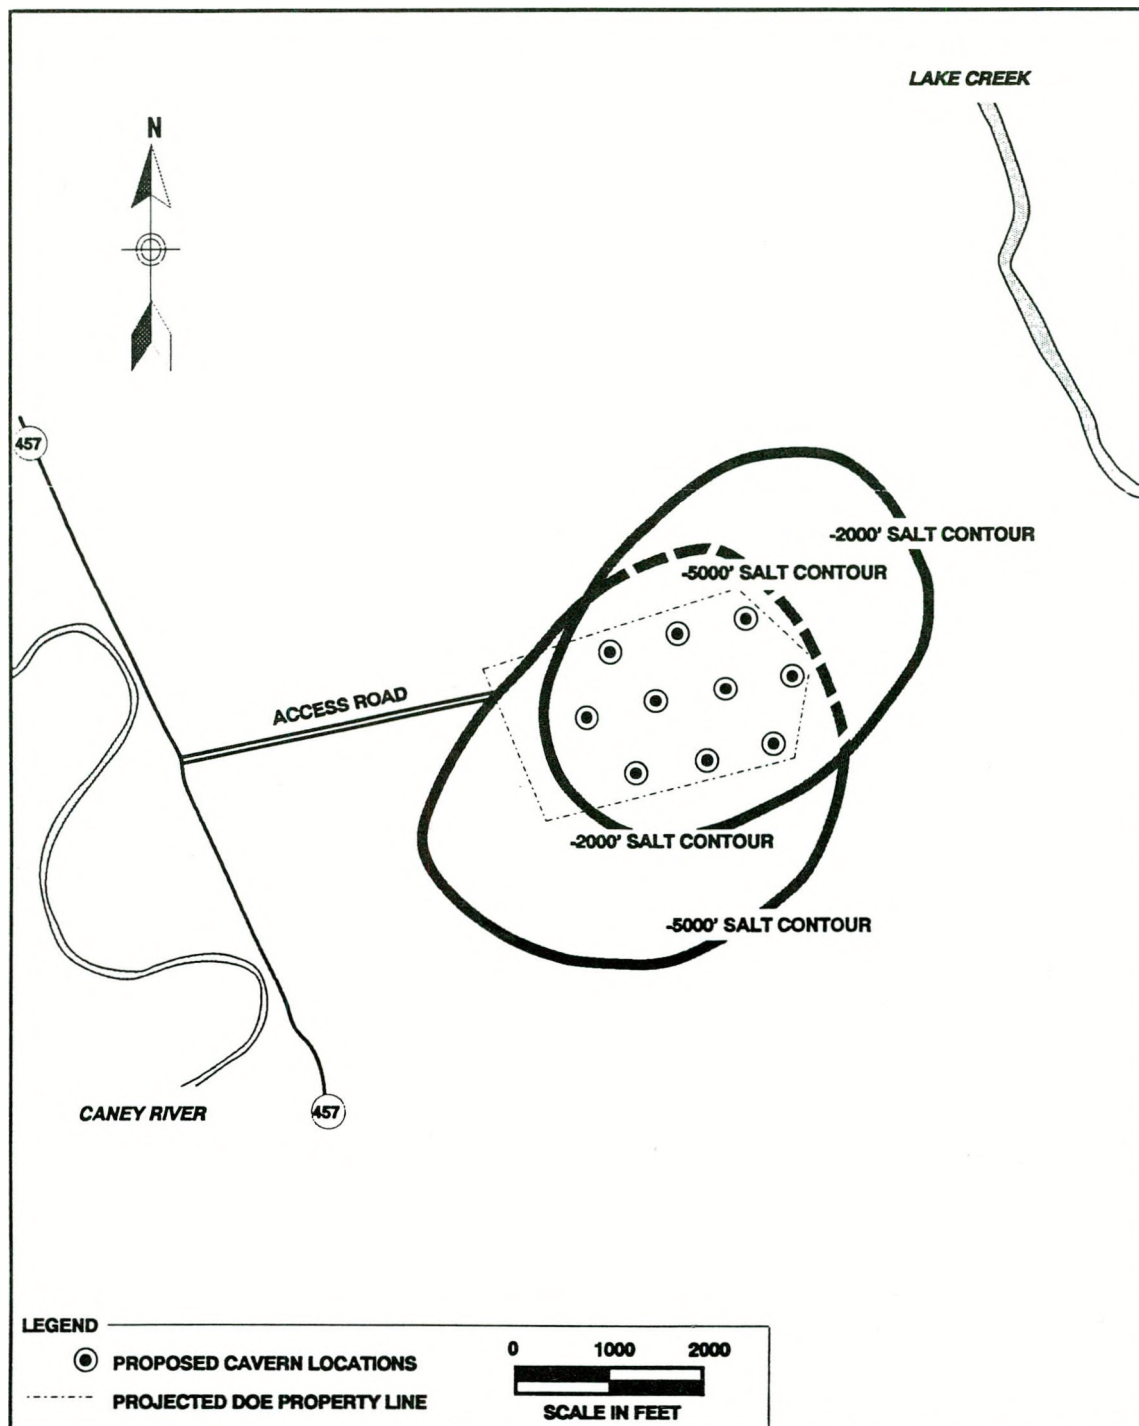 LAKE CREEK
N
457
-2000' SALT CONTOUR
-5000' SALT CONTOUR
ACCESS ROAD
-2000' SALT CONTOUR
-5000' SALT CONTOUR
CANEY RIVER
457
LEGEND
PROPOSED CAVERN LOCATIONS
PROJECTED DOE PROPERTY LINE
0 1000 2000
SCALE IN FEET